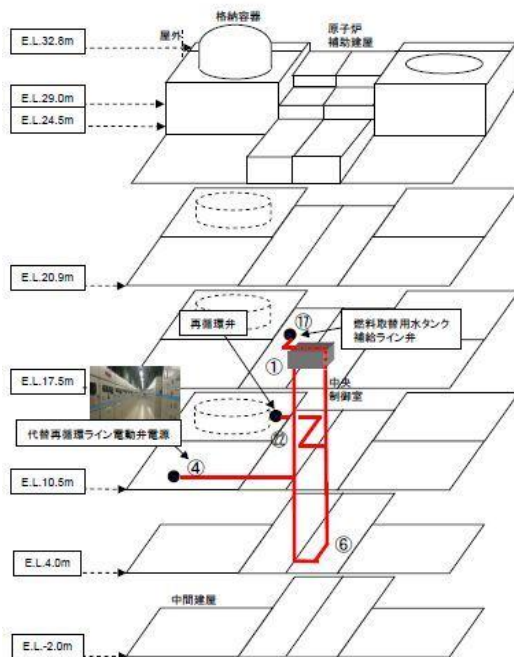 格納容器
屋外
原子炉
補助建屋
E.L.32.8m
E.L.29.0m
E.L.24.5m
E.L.20.9m
再循環弁
⑰
燃料取替用水タンク
補給ライン弁
①
E.L.17.5m
中央
制御室
代替再循環ライン電動弁電源
④
㉒
E.L.10.5m
⑥
E.L.4.0m
中間建屋
E.L.-2.0m